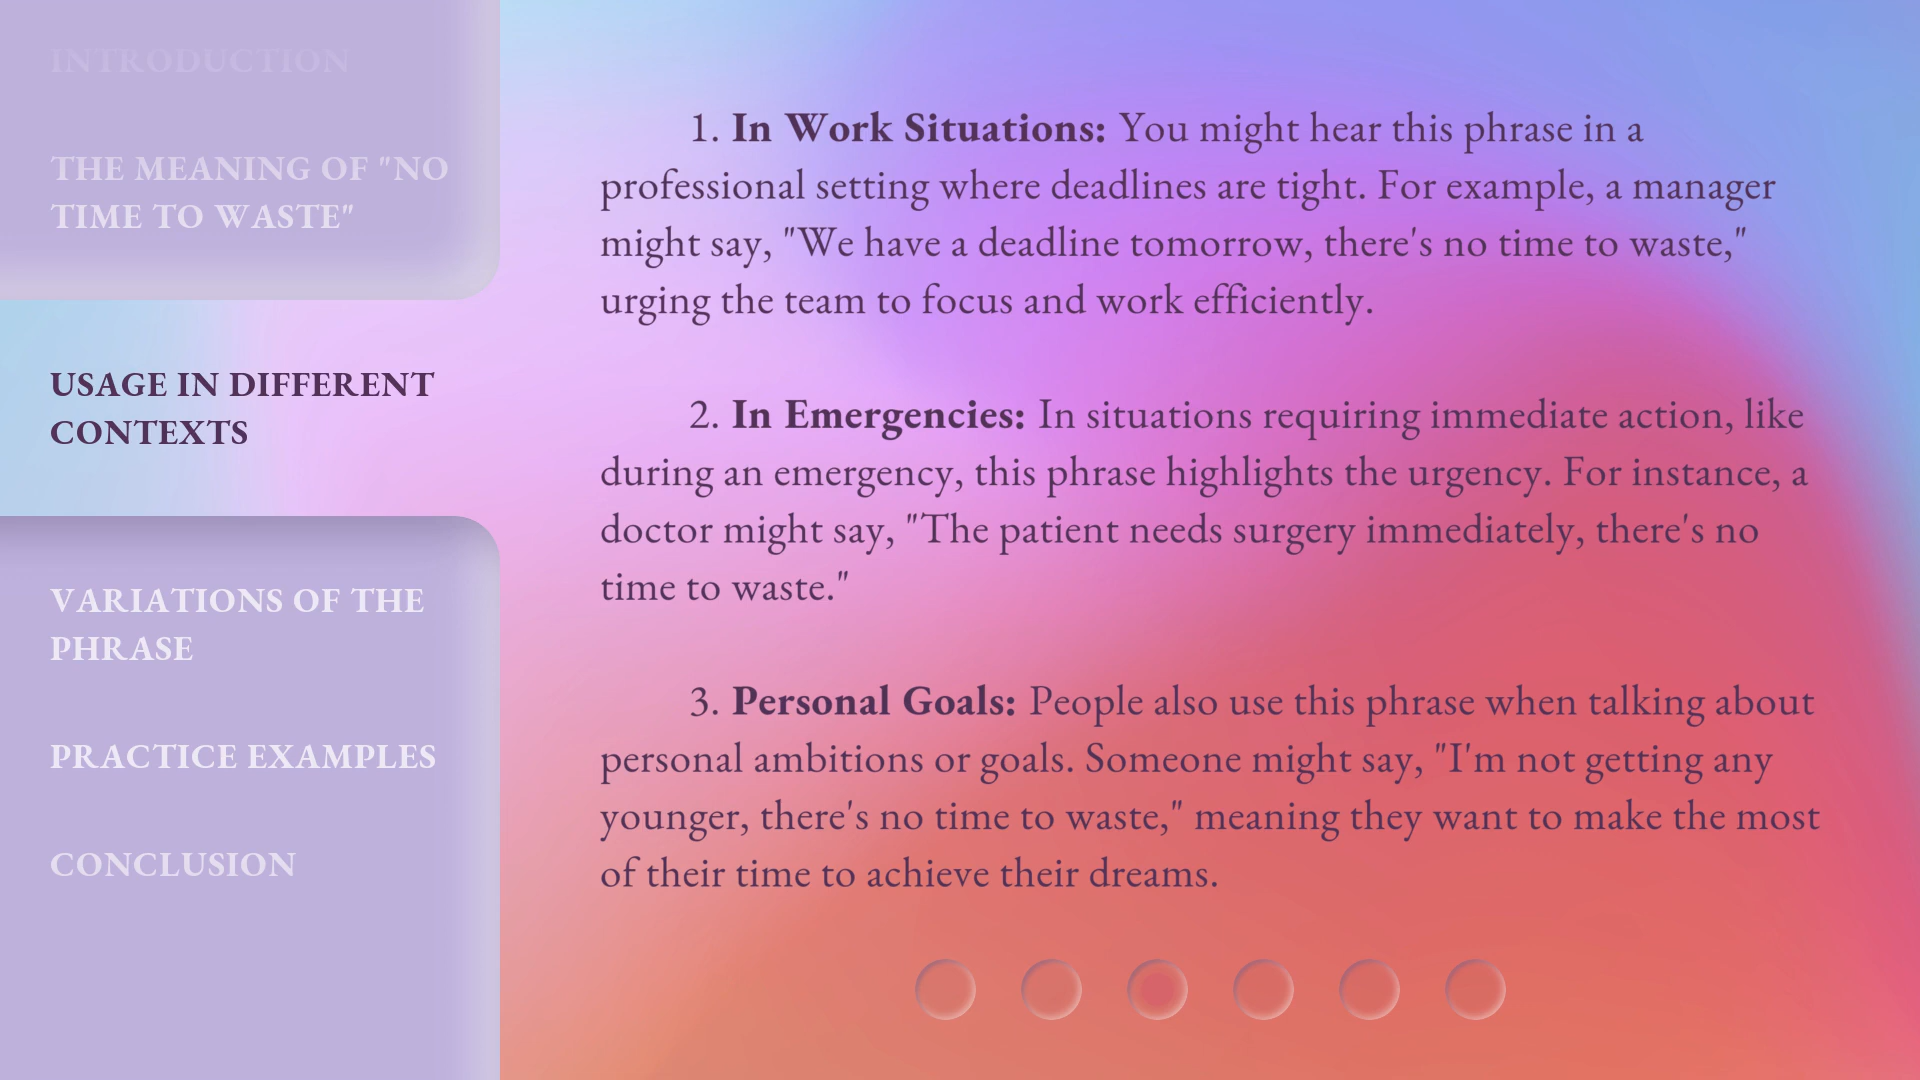 INTRODUCTION
THE MEANING OF "NO
TIME TO WASTE"
USAGE IN DIFFERENT
CONTEXTS
VARIATIONS OF THE
PHRASE
PRACTICE EXAMPLES
CONCLUSION
1. In Work Situations: You might hear this phrase in a
professional setting where deadlines are tight. For example, a manager
might say, "We have a deadline tomorrow, there's no time to waste,"
urging the team to focus and work efficiently.
2. In Emergencies: In situations requiring immediate action, like
during an emergency, this phrase highlights the urgency. For instance, a
doctor might say, "The patient needs surgery immediately, there's no
time to waste."
3. Personal Goals: People also use this phrase when talking about
personal ambitions or goals. Someone might say, "I'm not getting any
younger, there's no time to waste," meaning they want to make the most
of their time to achieve their dreams.